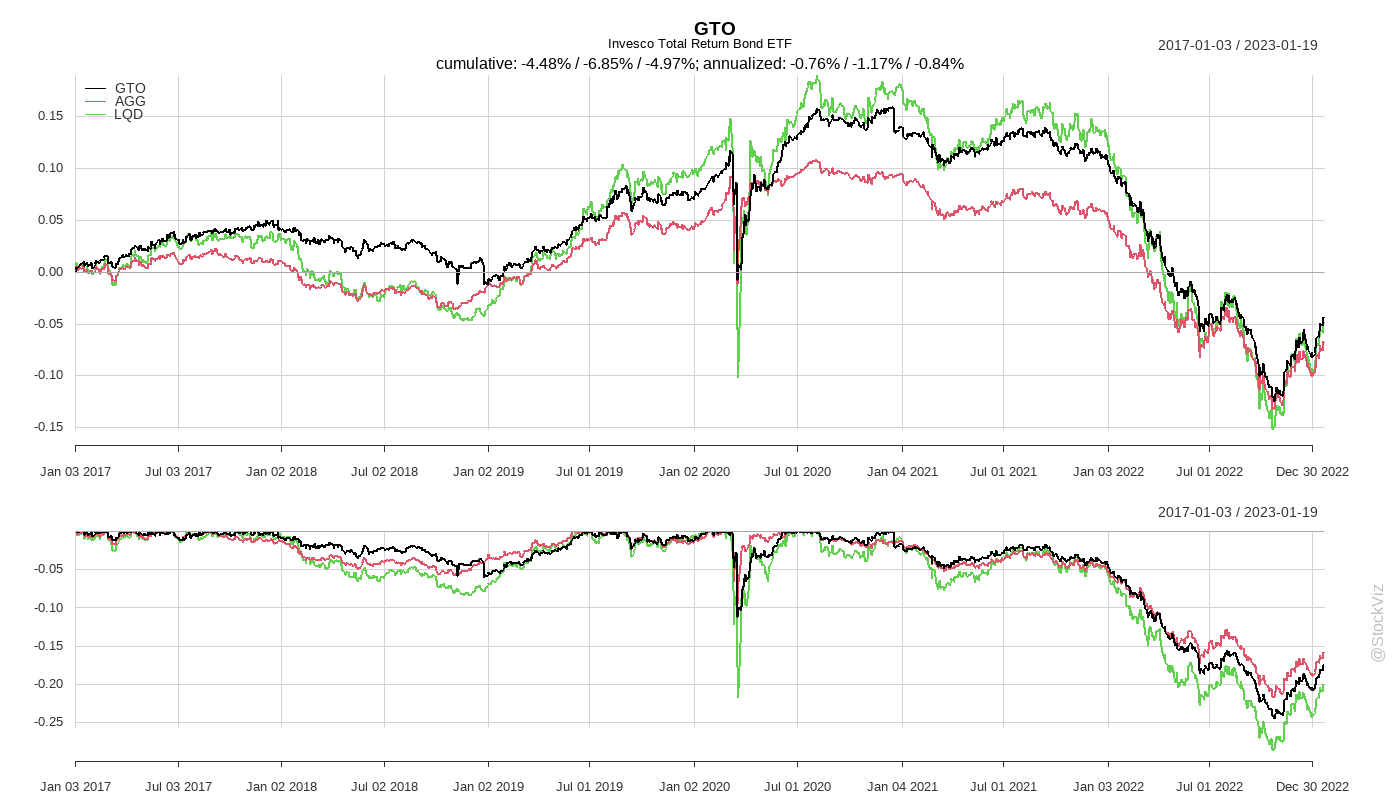 GTO
Invesco Total Return Bond ETF
2017-01-03 / 2023-01-19
cumulative: -4.48% / -6.85% / -4.97%; annualized: -0.76% / -1.17% / -0.84%
GTO
AGG
LQD
0.15
0.10
0.05
0.00
-0.05
-0.10
-0.15
Jan 03 2017 Jul 03 2017 Jan 02 2018 Jul 02 2018 Jan 02 2019 Jul 01 2019 Jan 02 2020 Jul 01 2020 Jan 04 2021 Jul 01 2021 Jan 03 2022 Jul 01 2022 Dec 30 2022
2017-01-03 / 2023-01-19
-0.05
-0.10
-0.15
-0.20
-0.25
Jan 03 2017 Jul 03 2017 Jan 02 2018 Jul 02 2018 Jan 02 2019 Jul 01 2019 Jan 02 2020 Jul 01 2020 Jan 04 2021 Jul 01 2021 Jan 03 2022 Jul 01 2022 Dec 30 2022
@StockViz